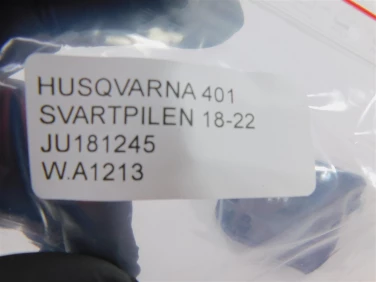 HUSQVARNA 401
SVARTPILEN 18-22
JU181245
W.A1213